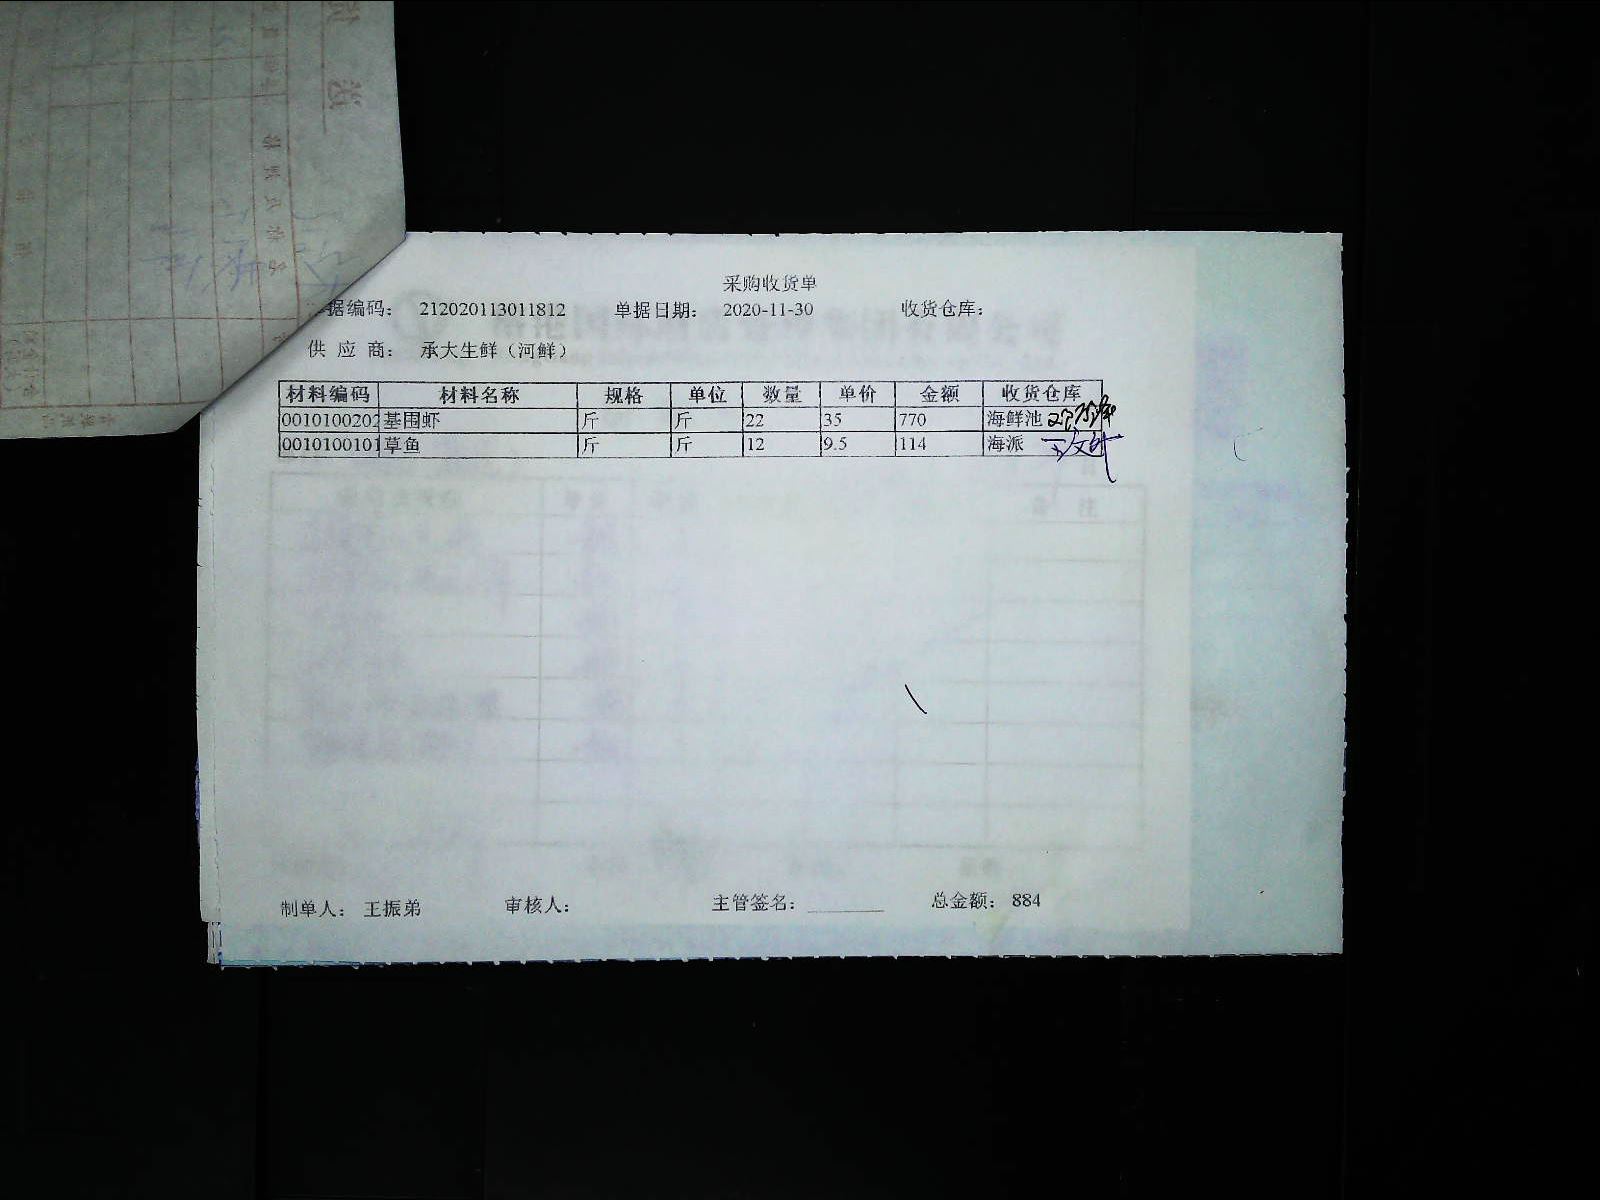 采购收货单
据编码： 212020113011812 单据日期： 2020-11-30 收货仓库：
供 应 商： 承大生鲜（河鲜）
材料编码 材料名称 规格 单位 数量 单价 金额 收货仓库
0010100202 基围虾 斤 斤 22 35 770 海鲜池
0010100101 草鱼 斤 斤 12 9.5 114 海派
制单人： 王振弟 审核人： 主管签名： 总金额： 884